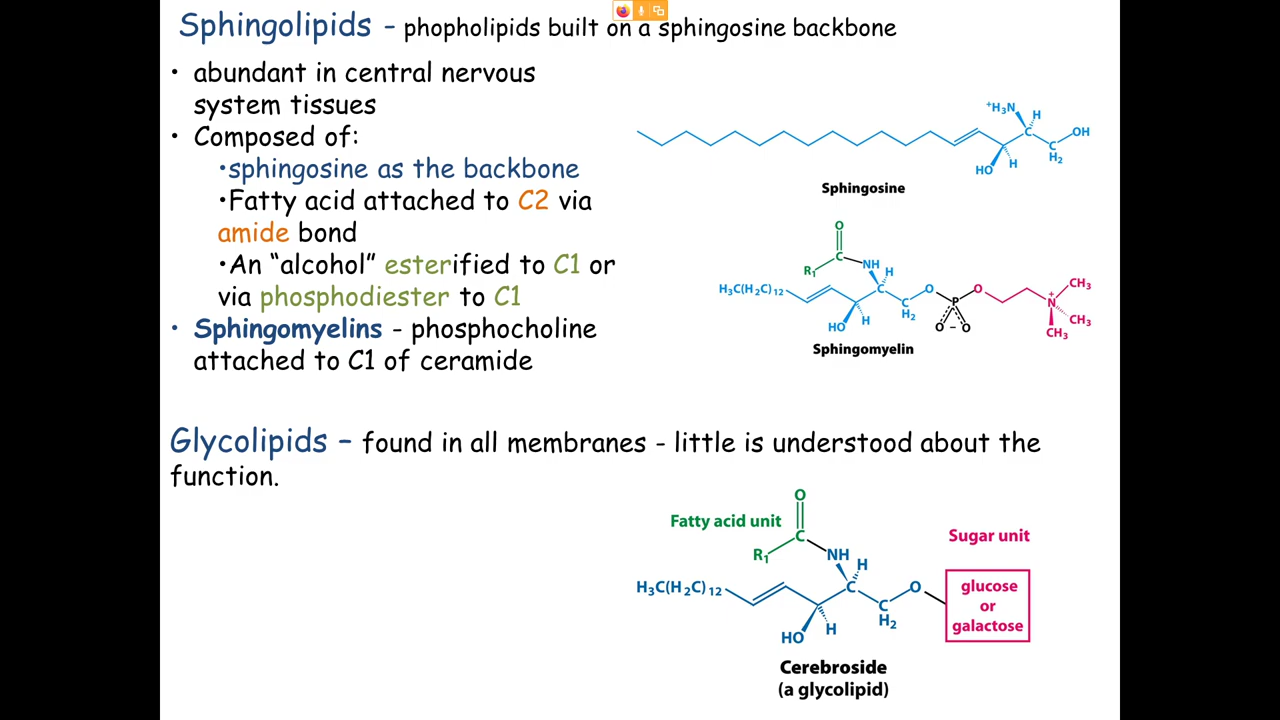 Sphingolipids - phopholipids built on a sphingosine backbone
• abundant in central nervous
system tissues
• Composed of:
•sphingosine as the backbone
•Fatty acid attached to C2 via
amide bond
•An “alcohol” esterified to C1 or
via phosphodiester to C1
• Sphingomyelins - phosphocholine
attached to C1 of ceramide
⁺H₃N
H
OH
C
C
H₂
HO
H
Sphingosine
O
C
R₁
NH
H
H₃C(H₂C)₁₂
C
O
P
O
N⁺
CH₃
C
H₂
HO
H
O – O
CH₃
CH₃
Sphingomyelin
Glycolipids – found in all membranes - little is understood about the
function.
O
Fatty acid unit
C
Sugar unit
R₁
NH
H
H₃C(H₂C)₁₂
C
O
glucose
or
galactose
C
H₂
HO
H
Cerebroside
(a glycolipid)